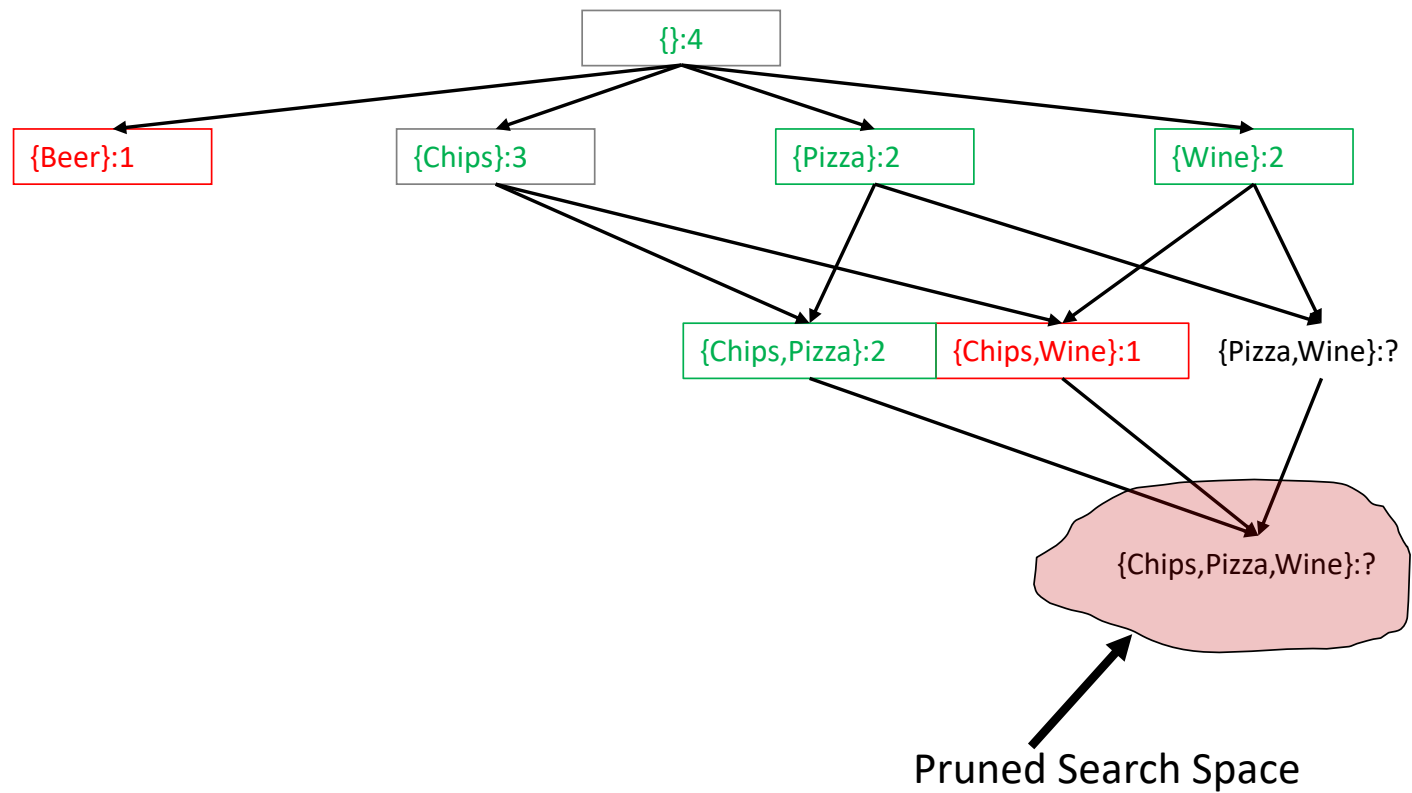 {}:4
{Beer}:1
{Chips}:3
{Pizza}:2
{Wine}:2
{Chips,Pizza}:2
{Chips,Wine}:1
{Pizza,Wine}:?
{Chips,Pizza,Wine}:?
Pruned Search Space